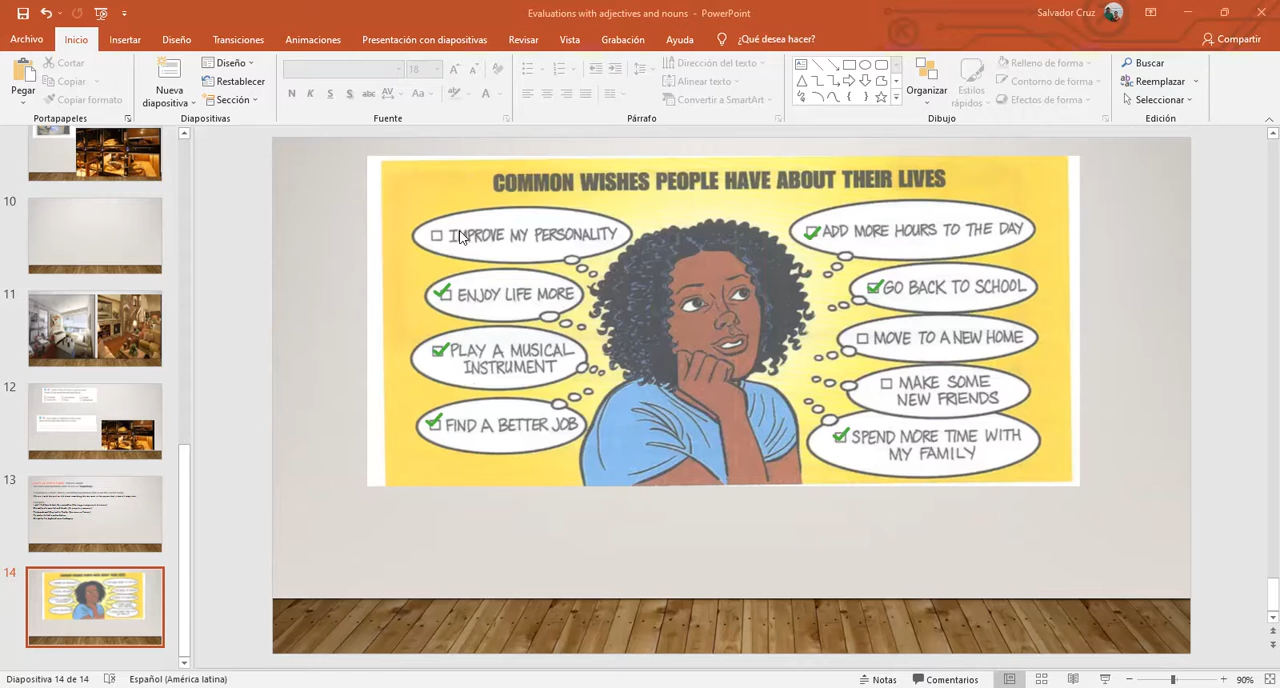 Evaluations with adjectives and nouns - PowerPoint
Salvador Cruz
Archivo Inicio Insertar Diseño Transiciones Animaciones Presentación con diapositivas Revisar Vista Grabación Ayuda ¿Qué desea hacer? Compartir
Pegar
Cortar
Copiar
Copiar formato
Portapapeles
Nueva diapositiva
Diseño
Restablecer
Sección
Diapositivas
18
N K S S abc AV Aa A
Fuente
Dirección del texto
Alinear texto
Convertir a SmartArt
Párrafo
Organizar
Estilos rápidos
Relleno de forma
Contorno de forma
Efectos de forma
Dibujo
Buscar
Reemplazar
Seleccionar
Edición
10
11
12
13
14
COMMON WISHES PEOPLE HAVE ABOUT THEIR LIVES
IMPROVE MY PERSONALITY
ENJOY LIFE MORE
PLAY A MUSICAL
INSTRUMENT
FIND A BETTER JOB
ADD MORE HOURS TO THE DAY
GO BACK TO SCHOOL
MOVE TO A NEW HOME
MAKE SOME
NEW FRIENDS
SPEND MORE TIME WITH
MY FAMILY
Diapositiva 14 de 14 Español (América latina) Notas Comentarios 90%